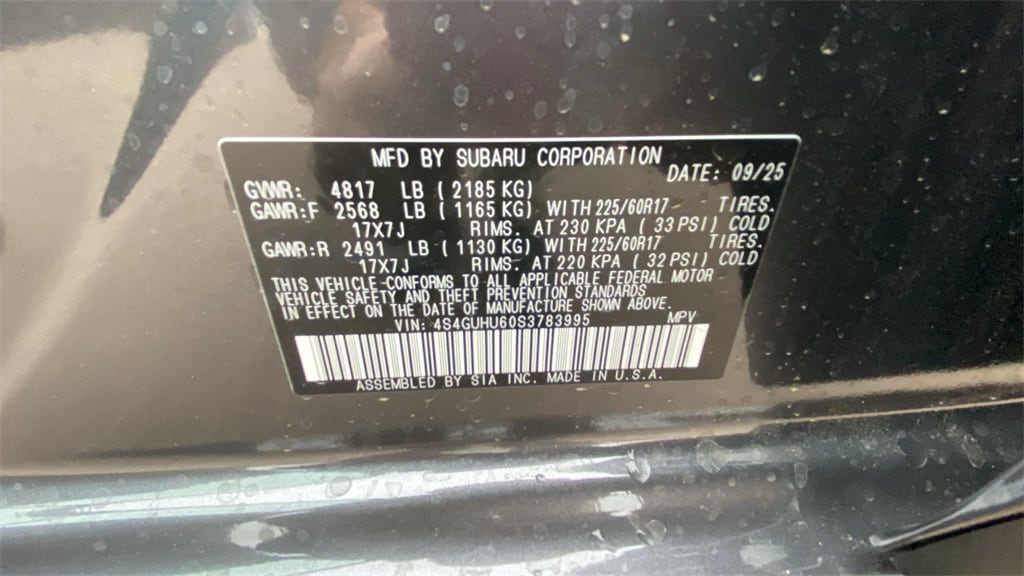 MFD BY SUBARU CORPORATION
DATE: 09/25
GVWR: 4817 LB ( 2185 KG)
GAWR:F 2568 LB ( 1165 KG) WITH 225/60R17 TIRES.
17X7J RIMS. AT 230 KPA ( 33 PSI) COLD
GAWR:R 2491 LB ( 1130 KG) WITH 225/60R17 TIRES.
17X7J RIMS. AT 220 KPA ( 32 PSI) COLD
THIS VEHICLE CONFORMS TO ALL APPLICABLE FEDERAL MOTOR
VEHICLE SAFETY AND THEFT PREVENTION STANDARDS
IN EFFECT ON THE DATE OF MANUFACTURE SHOWN ABOVE.
VIN: 4S4GUHU60S3783995 MPV
ASSEMBLED BY SIA INC. MADE IN U.S.A.